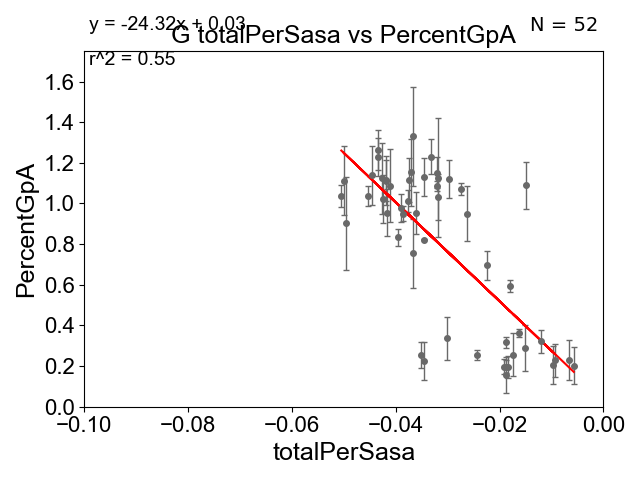 y = -24.32x + 0.03
N = 52
G totalPerSasa vs PercentGpA
r^2 = 0.55
1.6
1.4
1.2
1.0
0.8
0.6
0.4
0.2
0.0
PercentGpA
−0.10 −0.08 −0.06 −0.04 −0.02 0.00
totalPerSasa